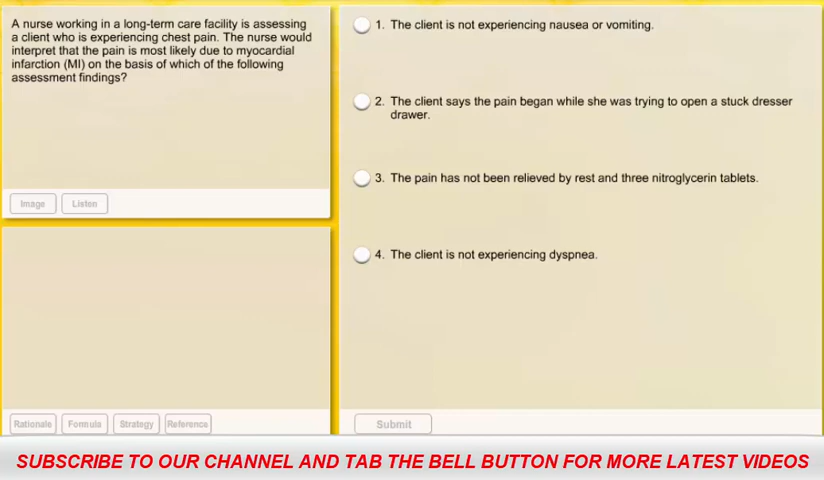 A nurse working in a long-term care facility is assessing
a client who is experiencing chest pain. The nurse would
interpret that the pain is most likely due to myocardial
infarction (MI) on the basis of which of the following
assessment findings?
Image
Listen
1. The client is not experiencing nausea or vomiting.
2. The client says the pain began while she was trying to open a stuck dresser
drawer.
3. The pain has not been relieved by rest and three nitroglycerin tablets.
4. The client is not experiencing dyspnea.
Rationale
Formula
Strategy
Reference
Submit
SUBSCRIBE TO OUR CHANNEL AND TAB THE BELL BUTTON FOR MORE LATEST VIDEOS